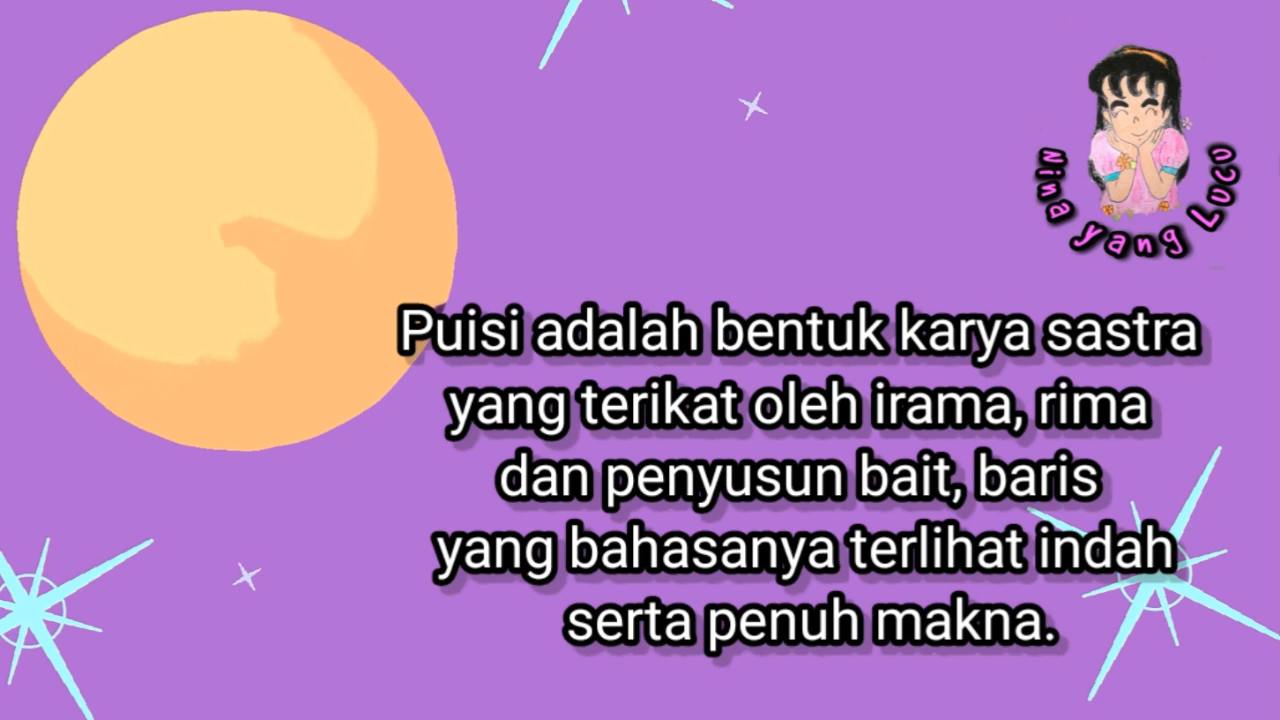 Nina yang Lucu
Puisi adalah bentuk karya sastra
yang terikat oleh irama, rima
dan penyusun bait, baris
yang bahasanya terlihat indah
serta penuh makna.